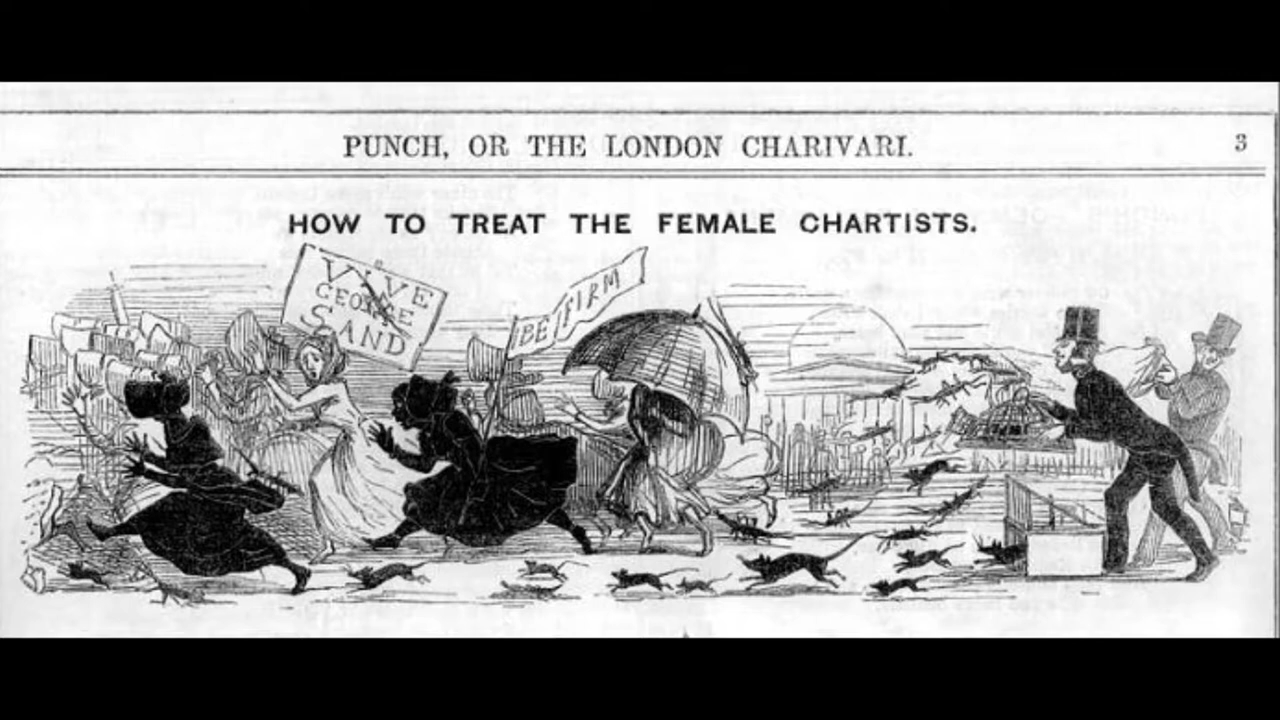 PUNCH, OR THE LONDON CHARIVARI.
3
HOW TO TREAT THE FEMALE CHARTISTS.
VIVE
GEORGE
SAND
BE FIRM